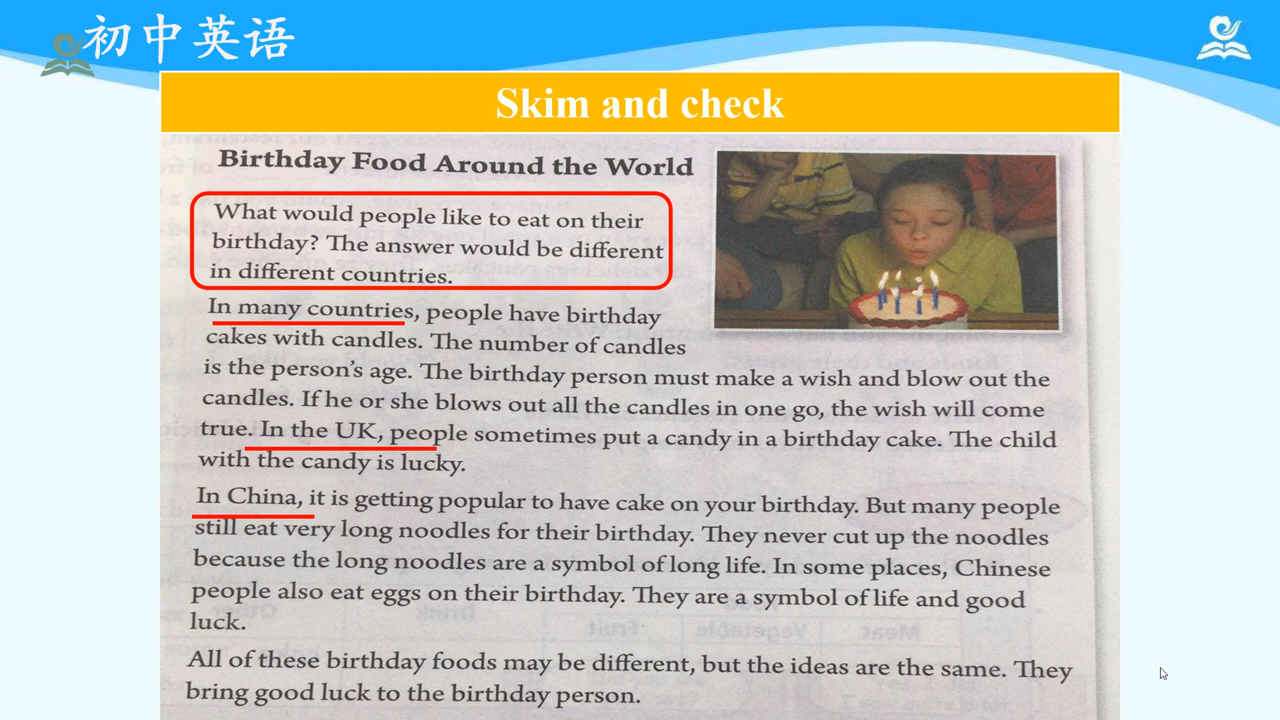 初中英语
Skim and check
Birthday Food Around the World
What would people like to eat on their
birthday? The answer would be different
in different countries.
In many countries, people have birthday
cakes with candles. The number of candles
is the person's age. The birthday person must make a wish and blow out the
candles. If he or she blows out all the candles in one go, the wish will come
true. In the UK, people sometimes put a candy in a birthday cake. The child
with the candy is lucky.
In China, it is getting popular to have cake on your birthday. But many people
still eat very long noodles for their birthday. They never cut up the noodles
because the long noodles are a symbol of long life. In some places, Chinese
people also eat eggs on their birthday. They are a symbol of life and good
luck.
All of these birthday foods may be different, but the ideas are the same. They
bring good luck to the birthday person.